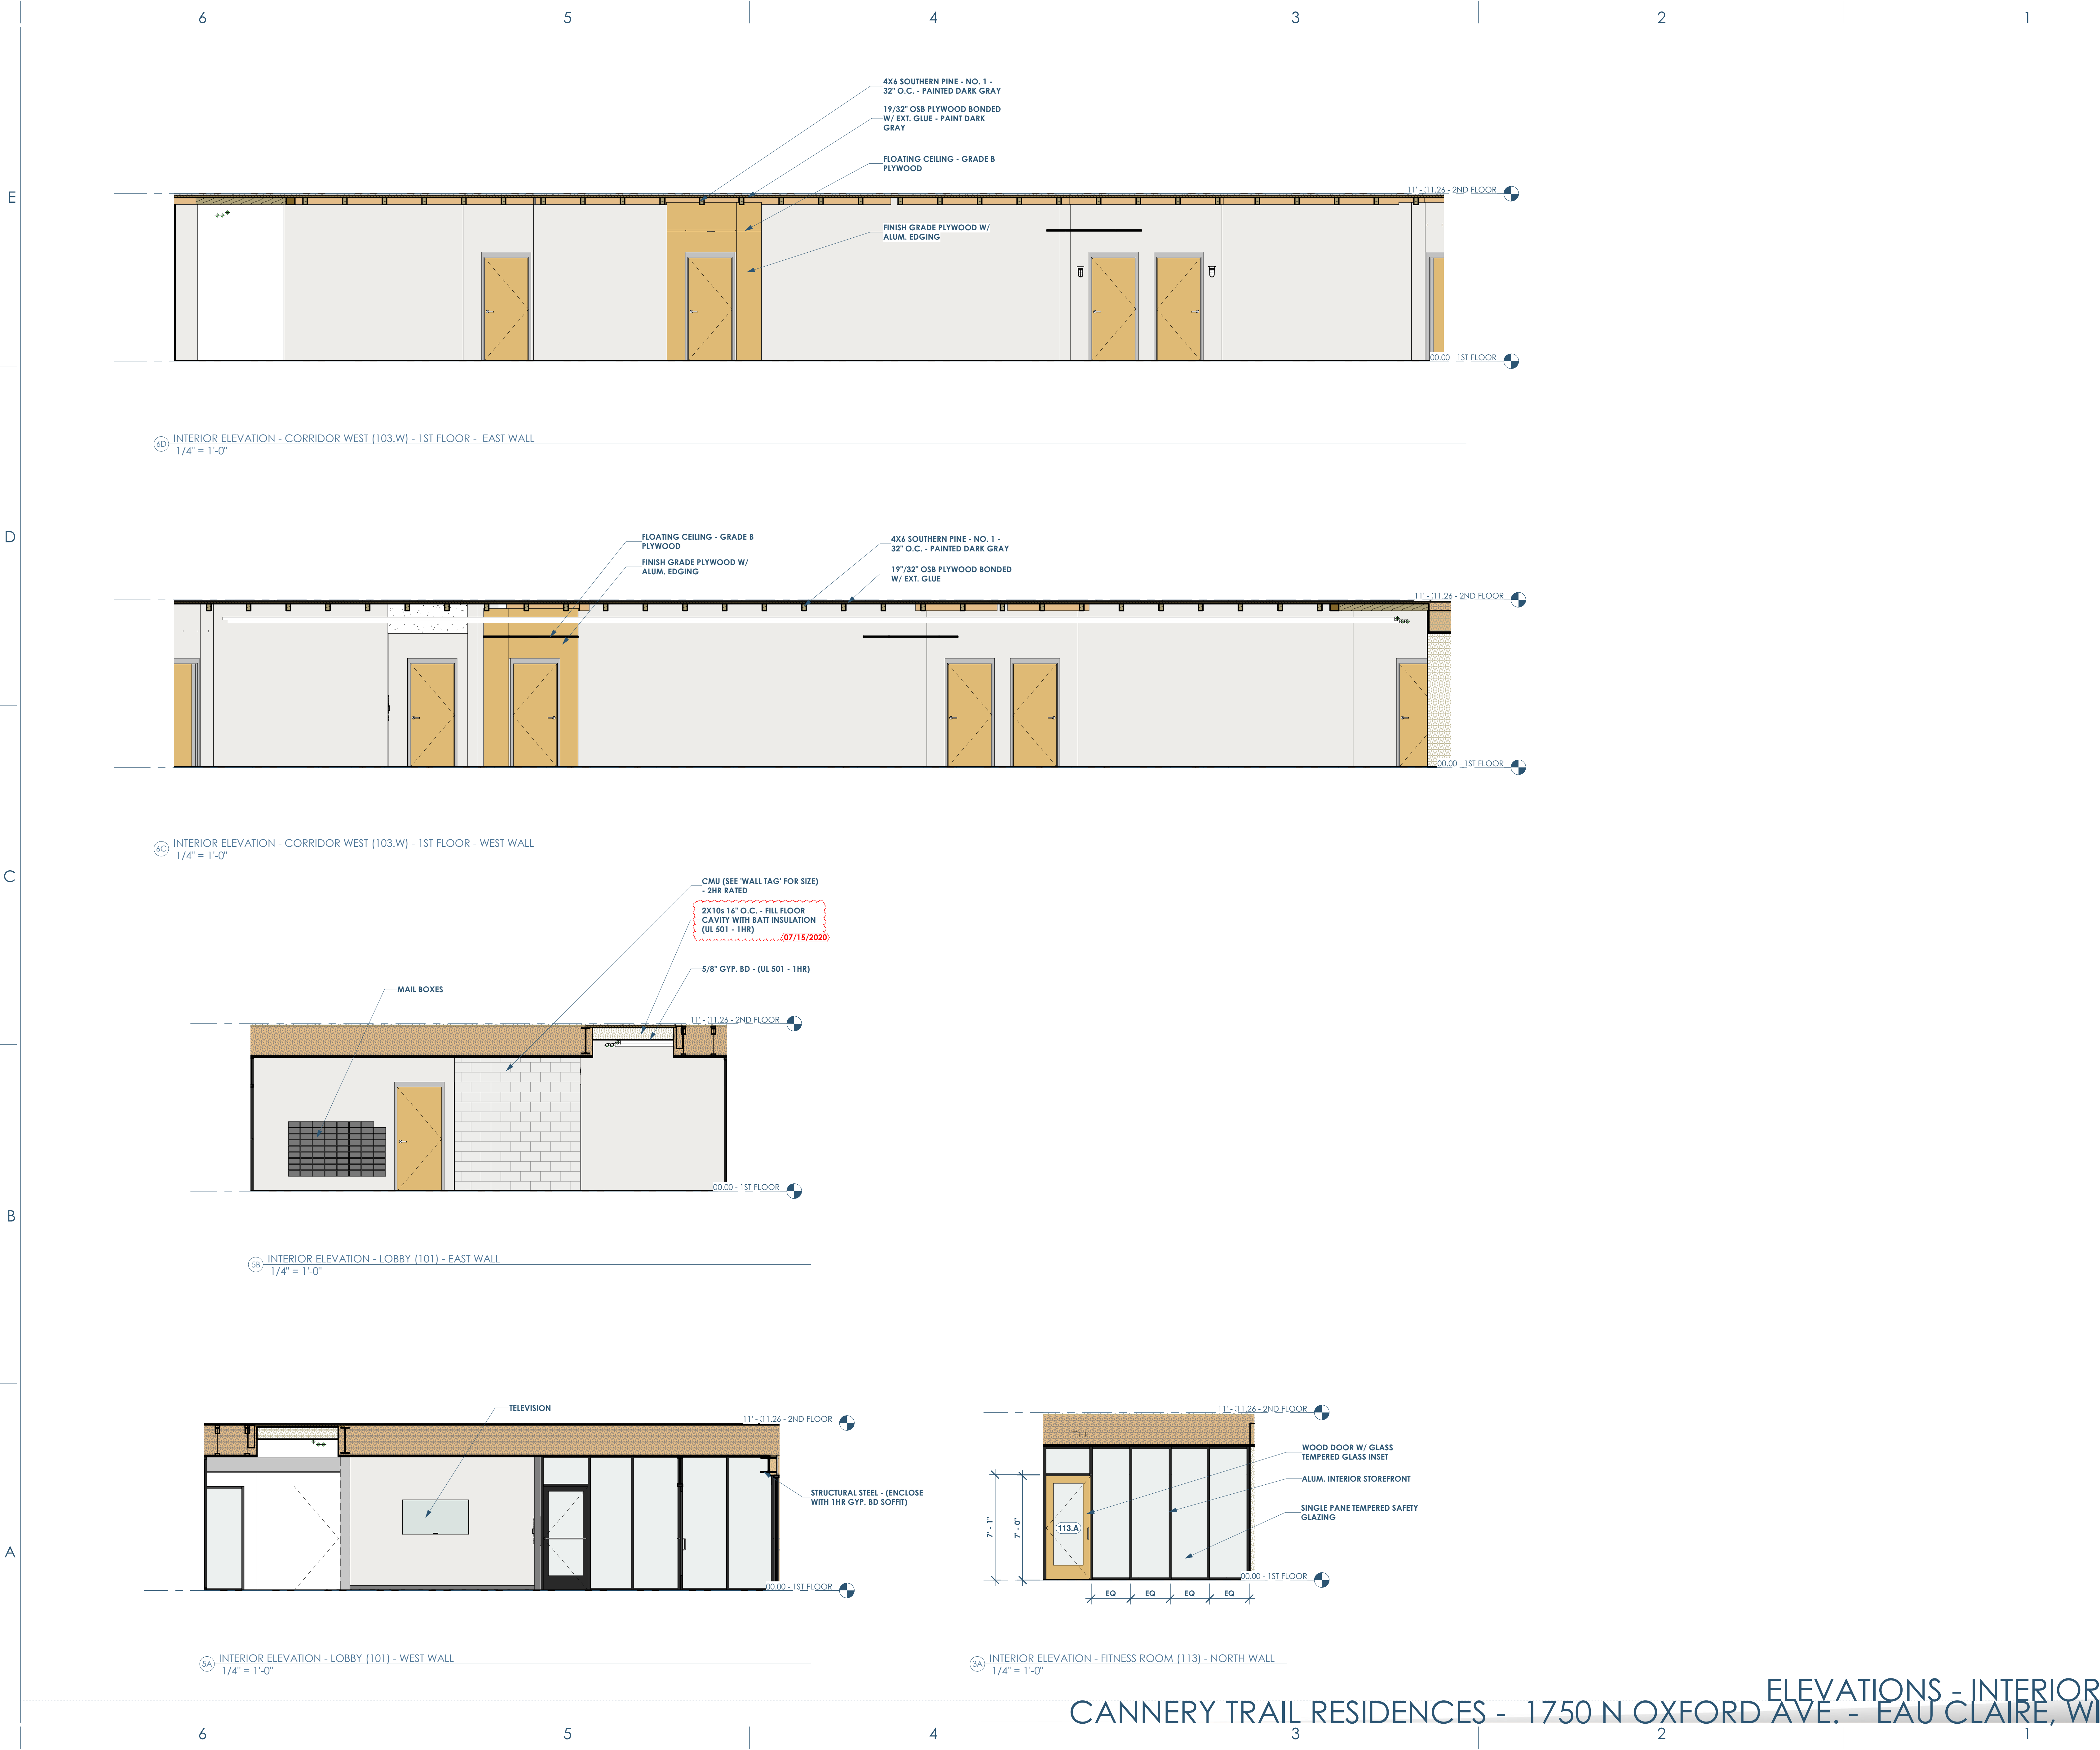 6 5 4 3 2 1
4X6 SOUTHERN PINE - NO. 1 -
32" O.C. - PAINTED DARK GRAY
19/32" OSB PLYWOOD BONDED
W/ EXT. GLUE - PAINT DARK
GRAY
FLOATING CEILING - GRADE B
PLYWOOD
E
11' - 11.26 - 2ND FLOOR
FINISH GRADE PLYWOOD W/
ALUM. EDGING
00.00 - 1ST FLOOR
6D INTERIOR ELEVATION - CORRIDOR WEST (103.W) - 1ST FLOOR - EAST WALL
1/4" = 1'-0"
D
FLOATING CEILING - GRADE B
PLYWOOD
FINISH GRADE PLYWOOD W/
ALUM. EDGING
4X6 SOUTHERN PINE - NO. 1 -
32" O.C. - PAINTED DARK GRAY
19"/32" OSB PLYWOOD BONDED
W/ EXT. GLUE
11' - 11.26 - 2ND FLOOR
00.00 - 1ST FLOOR
6C INTERIOR ELEVATION - CORRIDOR WEST (103.W) - 1ST FLOOR - WEST WALL
1/4" = 1'-0"
C
CMU (SEE 'WALL TAG' FOR SIZE)
- 2HR RATED
2X10s 16" O.C. - FILL FLOOR
CAVITY WITH BATT INSULATION
(UL 501 - 1HR)
07/15/2020
5/8" GYP. BD - (UL 501 - 1HR)
MAIL BOXES
11' - 11.26 - 2ND FLOOR
00.00 - 1ST FLOOR
B
5B INTERIOR ELEVATION - LOBBY (101) - EAST WALL
1/4" = 1'-0"
TELEVISION
11' - 11.26 - 2ND FLOOR
STRUCTURAL STEEL - (ENCLOSE
WITH 1HR GYP. BD SOFFIT)
00.00 - 1ST FLOOR
A
11' - 11.26 - 2ND FLOOR
WOOD DOOR W/ GLASS
TEMPERED GLASS INSET
ALUM. INTERIOR STOREFRONT
SINGLE PANE TEMPERED SAFETY
GLAZING
7' - 1"
7' - 0"
113.A
00.00 - 1ST FLOOR
EQ EQ EQ EQ
5A INTERIOR ELEVATION - LOBBY (101) - WEST WALL
1/4" = 1'-0"
3A INTERIOR ELEVATION - FITNESS ROOM (113) - NORTH WALL
1/4" = 1'-0"
ELEVATIONS - INTERIOR
CANNERY TRAIL RESIDENCES - 1750 N OXFORD AVE. - EAU CLAIRE, WI
6 5 4 3 2 1